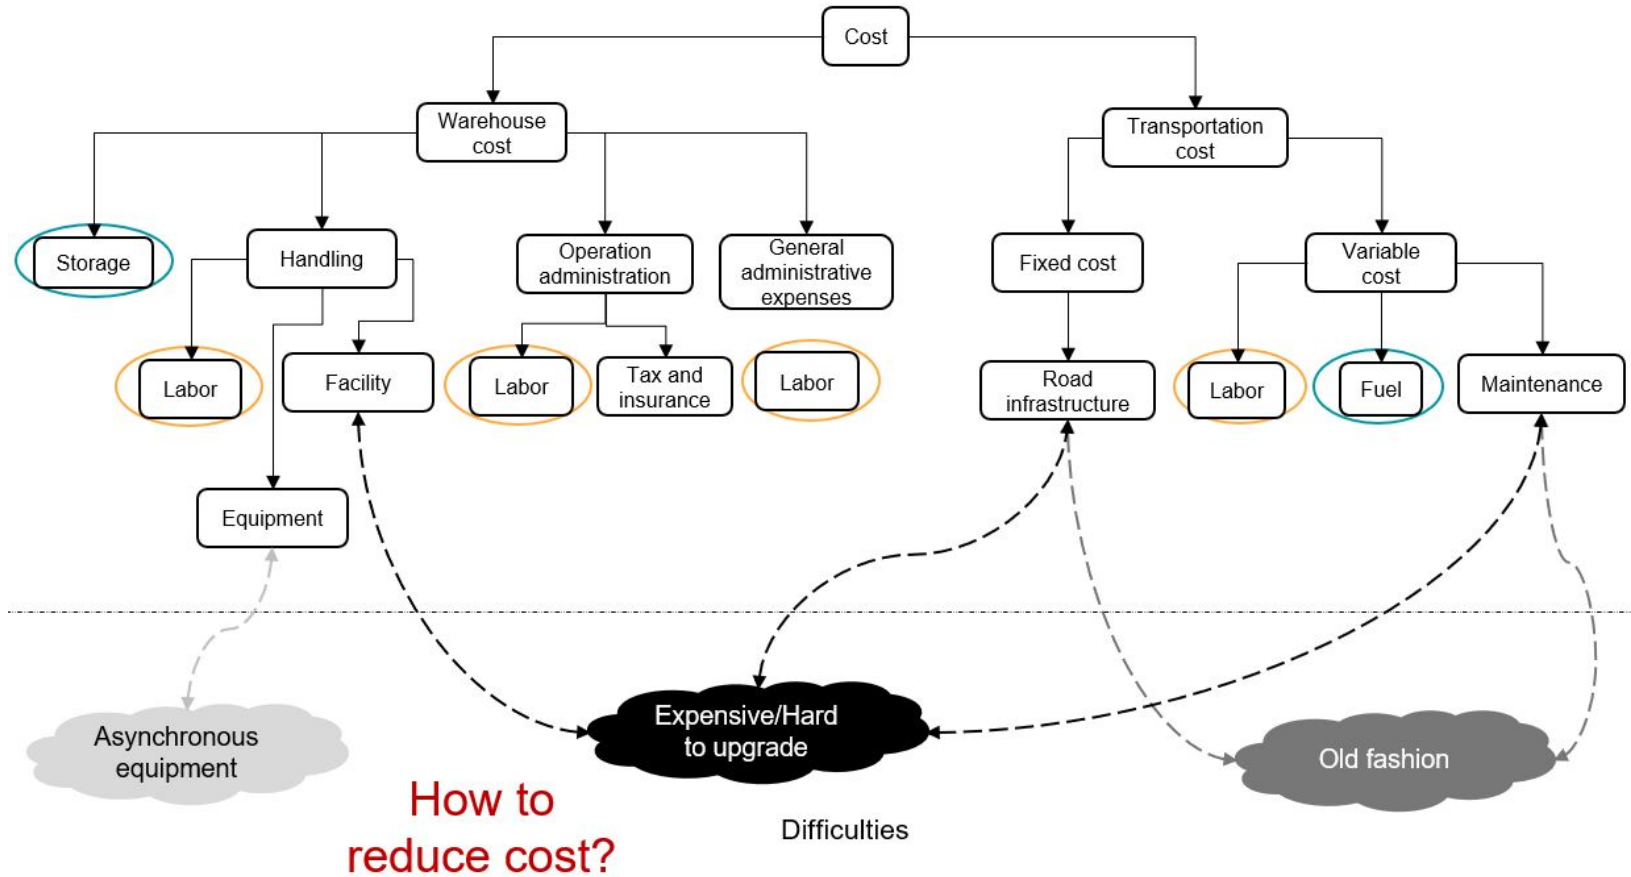 Cost
Warehouse
cost
Transportation
cost
Storage
Handling
Operation
administration
General
administrative
expenses
Fixed cost
Variable
cost
Labor
Facility
Labor
Tax and
insurance
Labor
Road
infrastructure
Labor
Fuel
Maintenance
Equipment
Asynchronous
equipment
Expensive/Hard
to upgrade
Old fashion
How to
reduce cost?
Difficulties